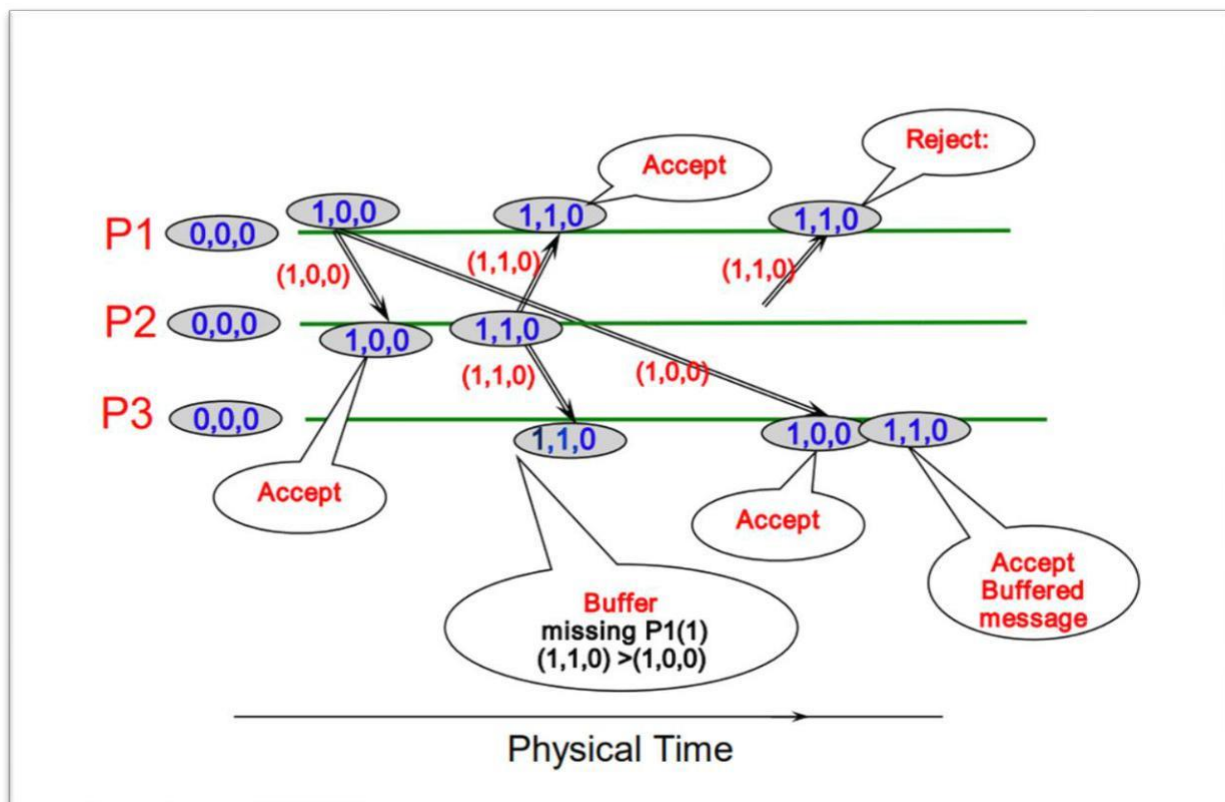 Reject:
Accept
1,0,0
1,1,0
1,1,0
P1
0,0,0
(1,0,0)
(1,1,0)
(1,1,0)
P2
0,0,0
1,0,0
1,1,0
(1,1,0)
(1,0,0)
P3
0,0,0
1,1,0
1,0,0
1,1,0
Accept
Accept
Accept
Buffered
message
Buffer
missing P1(1)
(1,1,0) >(1,0,0)
Physical Time